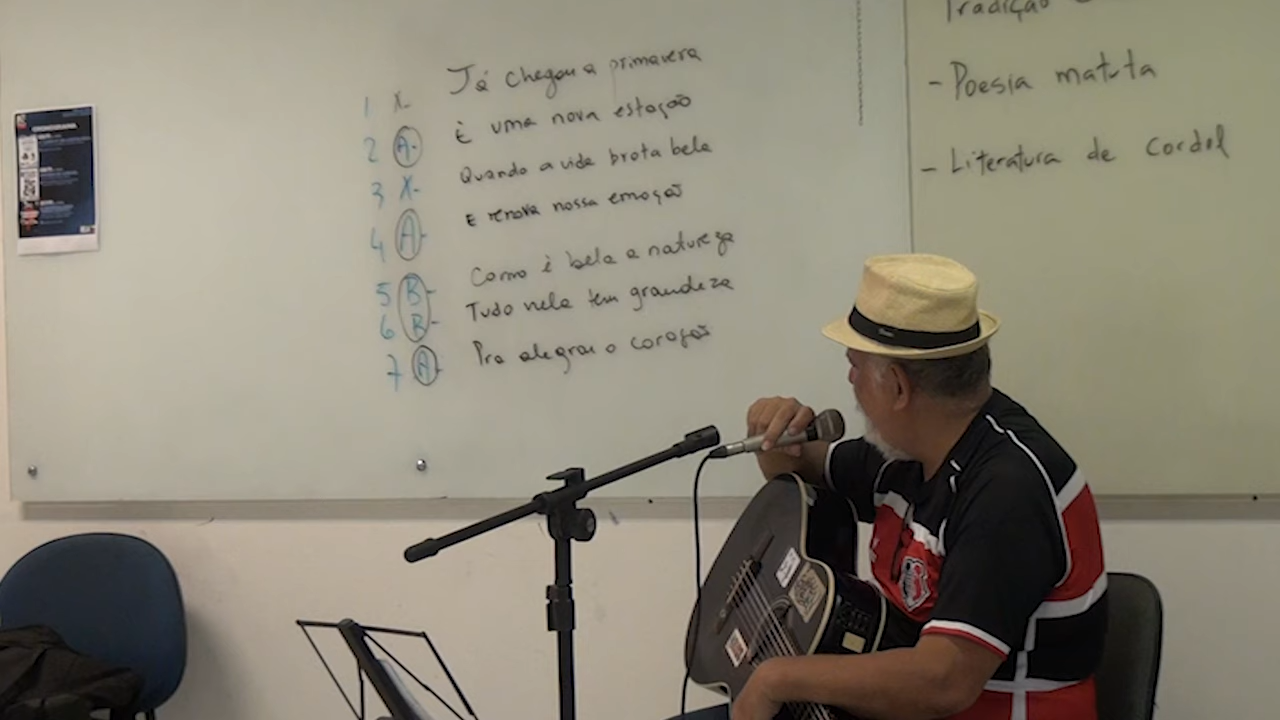 1 X- Já chegou a primavera
2 A- É uma nova estação
3 X- Quando a vida brota bela
4 A- E renova nossa emoção
5 B- Como é bela a natureza
6 B- Tudo nela tem grandeza
7 A- Pra alegrar o coração
Tradição
- Poesia matuta
- Literatura de cordel